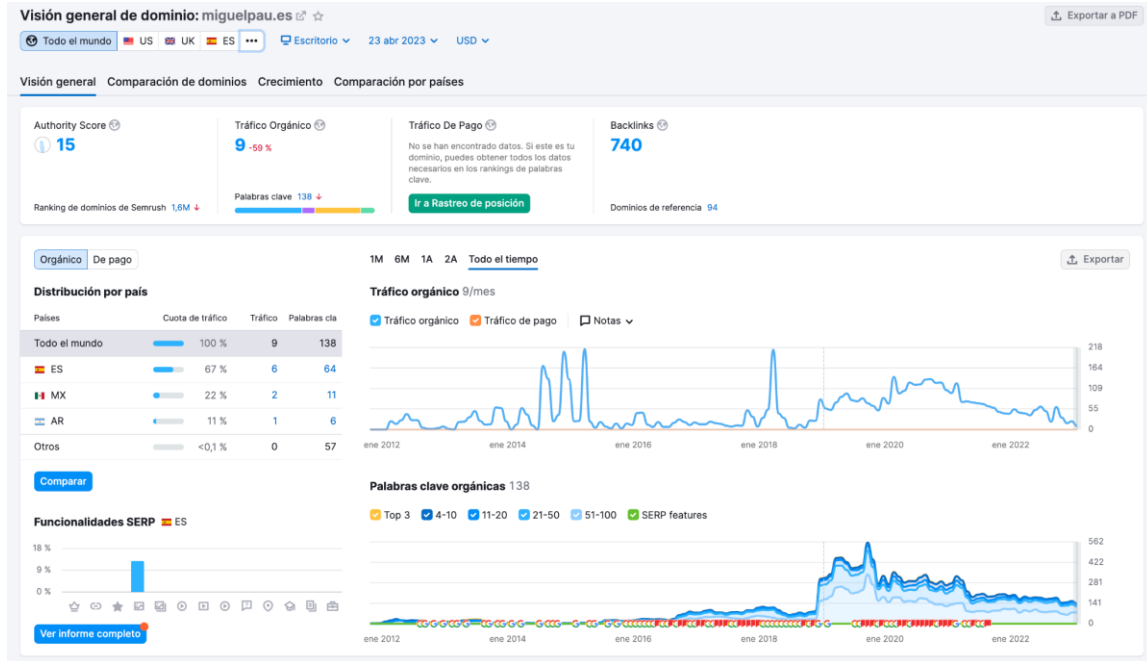 Visión general de dominio: miguelpau.es
Exportar a PDF
Todo el mundo US UK ES ••• Escritorio 23 abr 2023 USD
Visión general Comparación de dominios Crecimiento Comparación por países
Authority Score
15
Ranking de dominios de Semrush 1,6M ↓
Tráfico Orgánico
9 -59 %
Palabras clave 138 ↓
Tráfico De Pago
No se han encontrado datos. Si este es tu
dominio, puedes obtener todos los datos
necesarios en los rankings de palabras
clave.
Ir a Rastreo de posición
Backlinks
740
Dominios de referencia 94
Orgánico De pago
Distribución por país
Países Cuota de tráfico Tráfico Palabras cla
Todo el mundo 100 % 9 138
ES 67 % 6 64
MX 22 % 2 11
AR 11 % 1 6
Otros <0,1 % 0 57
Comparar
Funcionalidades SERP ES
18 %
9 %
0 %
Ver informe completo
1M 6M 1A 2A Todo el tiempo
Exportar
Tráfico orgánico 9/mes
Tráfico orgánico Tráfico de pago Notas
218
164
109
55
0
ene 2012 ene 2014 ene 2016 ene 2018 ene 2020 ene 2022
Palabras clave orgánicas 138
Top 3 4-10 11-20 21-50 51-100 SERP features
562
422
281
141
0
ene 2012 ene 2014 ene 2016 ene 2018 ene 2020 ene 2022